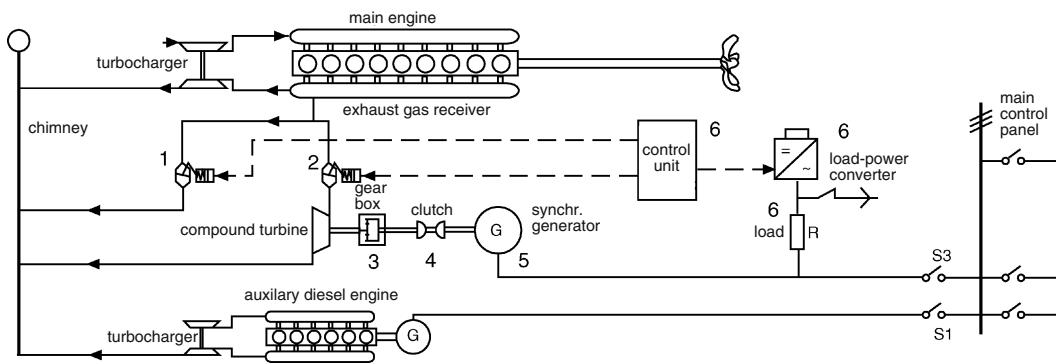 main engine
turbocharger
exhaust gas receiver
chimney
main
control
panel
1
2
control
unit
6
=
~
6
load-power
converter
gear
box
clutch
synchr.
generator
6
load
R
compound turbine
G
3
4
5
S3
auxilary diesel engine
turbocharger
G
S1